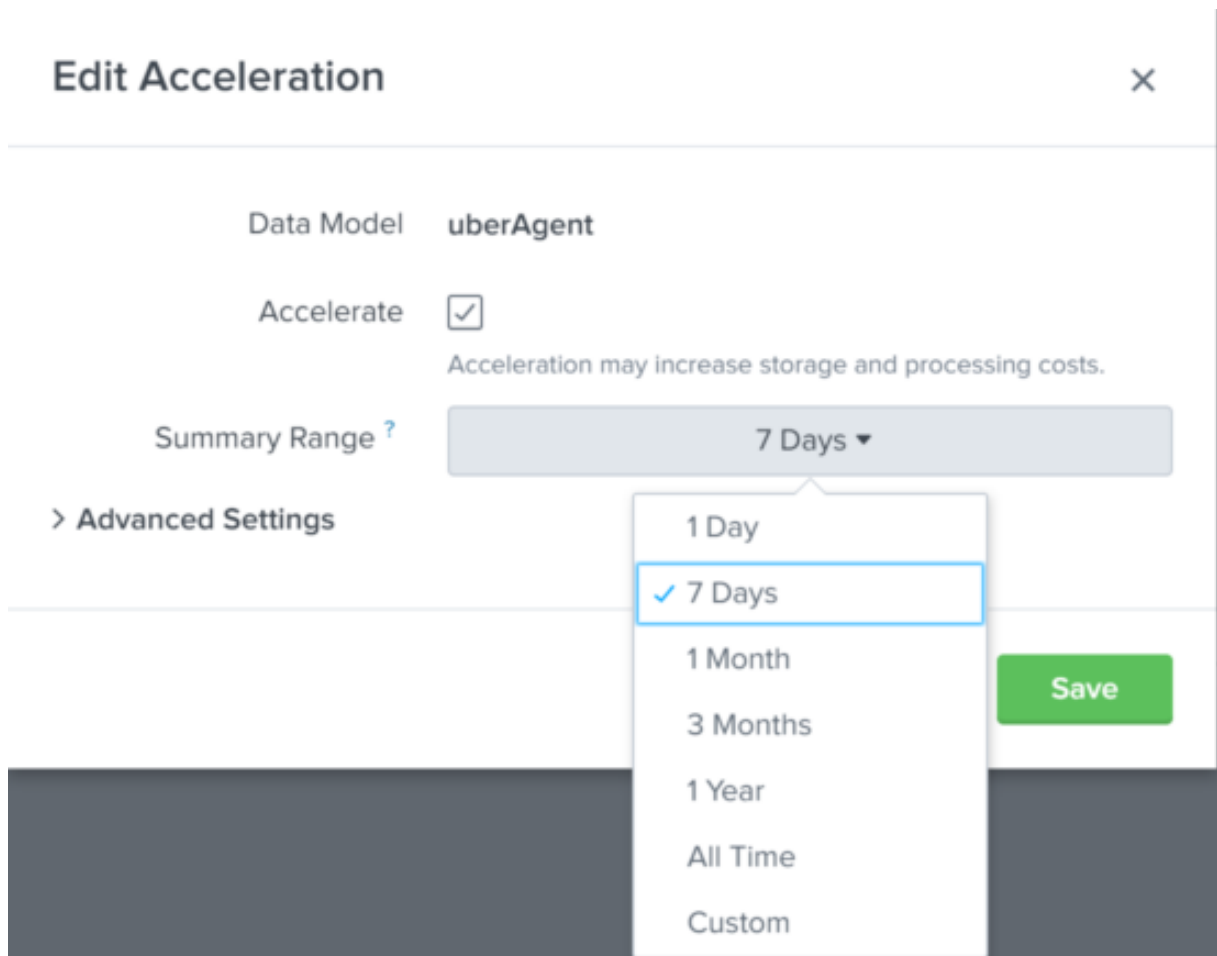 Edit Acceleration
Data Model uberAgent
Accelerate
Acceleration may increase storage and processing costs.
Summary Range ? 7 Days
Advanced Settings
1 Day
7 Days
1 Month
3 Months
1 Year
All Time
Custom
Save